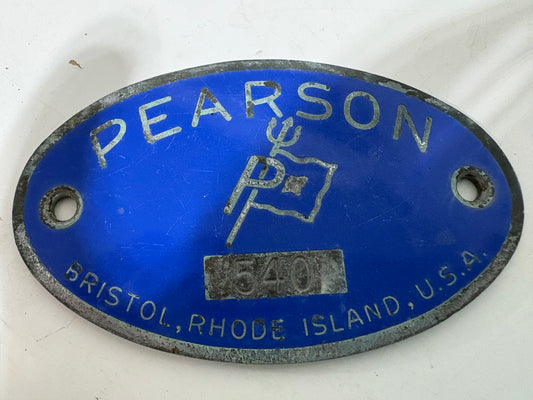 PEARSON
P
540
BRISTOL, RHODE ISLAND, U.S.A.